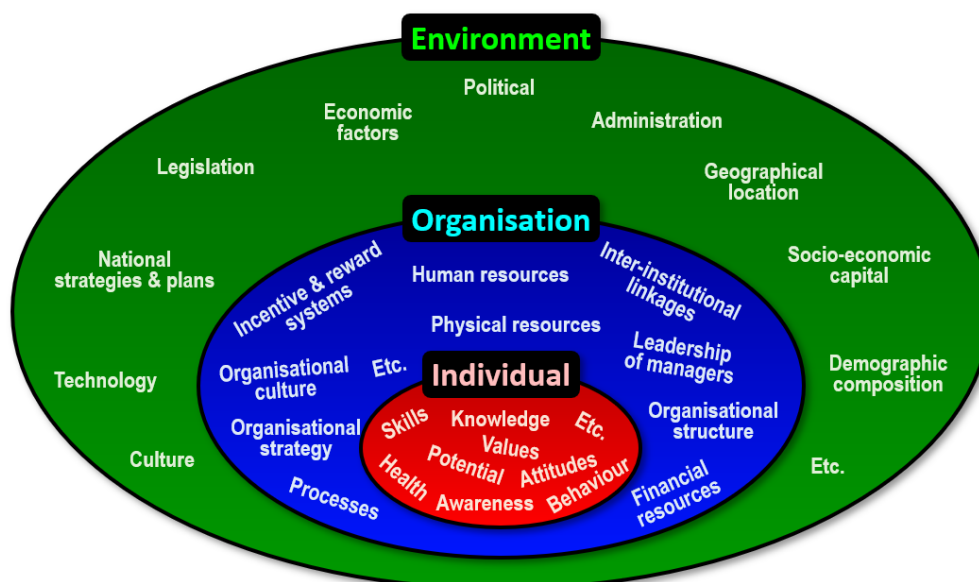 Environment
Political
Economic
factors
Administration
Legislation
Geographical
location
National
strategies & plans
Socio-economic
capital
Technology
Demographic
composition
Culture
Etc.
Organisation
Incentive & reward
systems
Human resources
Inter-institutional
linkages
Physical resources
Leadership
of managers
Organisational
culture
Etc.
Organisational
strategy
Organisational
structure
Processes
Financial
resources
Individual
Skills
Knowledge
Etc.
Values
Potential
Attitudes
Health
Awareness
Behaviour